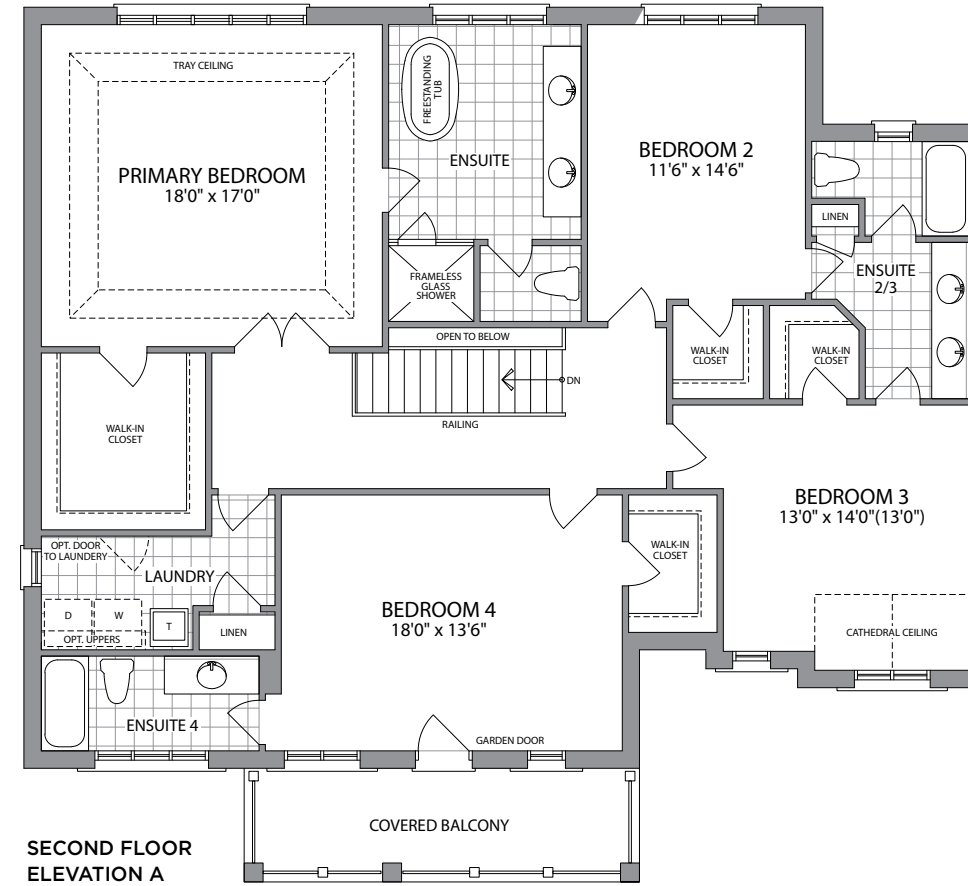 TRAY CEILING
PRIMARY BEDROOM
18'0" x 17'0"
FREESTANDING
TUB
ENSUITE
FRAMELESS
GLASS
SHOWER
BEDROOM 2
11'6" x 14'6"
LINEN
ENSUITE
2/3
OPEN TO BELOW
DN
RAILING
WALK-IN
CLOSET
WALK-IN
CLOSET
WALK-IN
CLOSET
BEDROOM 3
13'0" x 14'0"(13'0")
CATHEDRAL CEILING
WALK-IN
CLOSET
OPT. DOOR
TO LAUNDERY
LAUNDRY
D
W
T
OPT. UPPERS
LINEN
BEDROOM 4
18'0" x 13'6"
ENSUITE 4
GARDEN DOOR
COVERED BALCONY
SECOND FLOOR
ELEVATION A